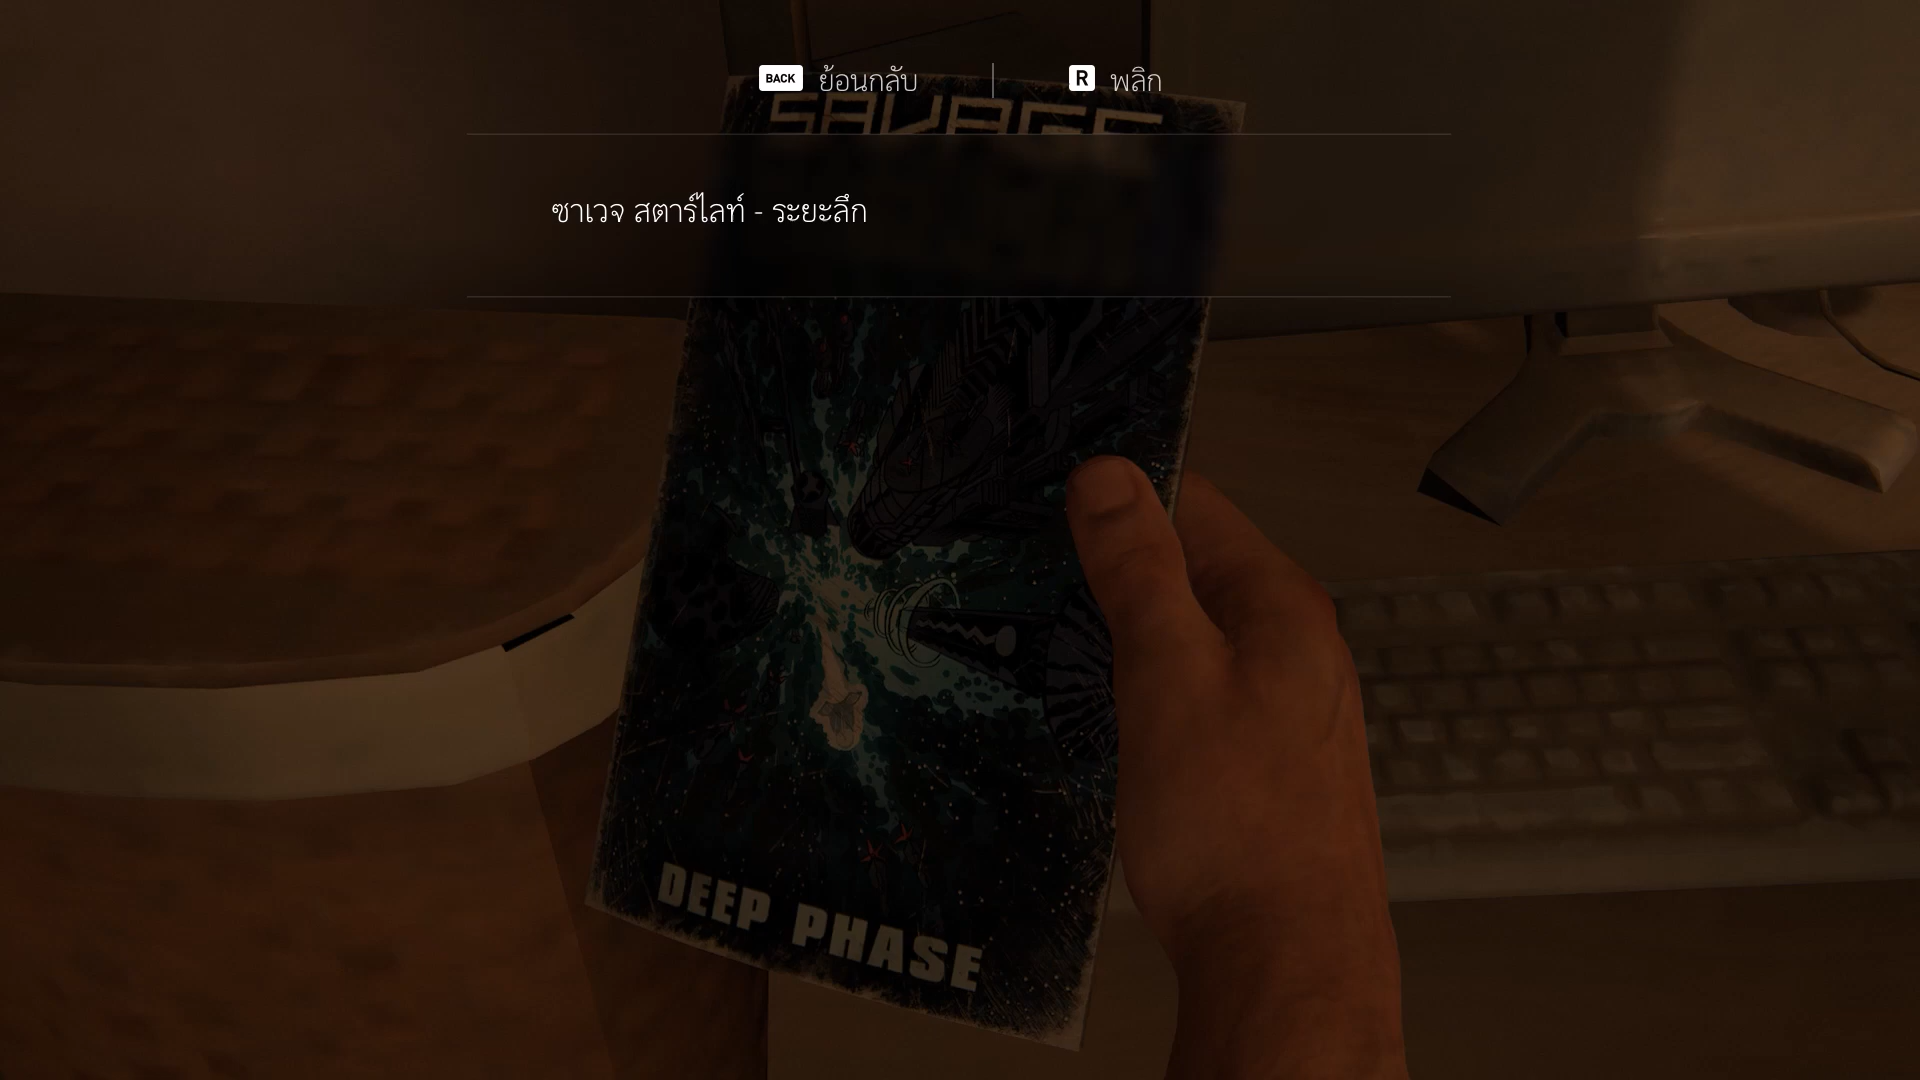 BACK ย้อนกลับ R พลิก
SAVAGE
ซาเวจ สตาร์ไลท์ - ระยะลึก
DEEP PHASE